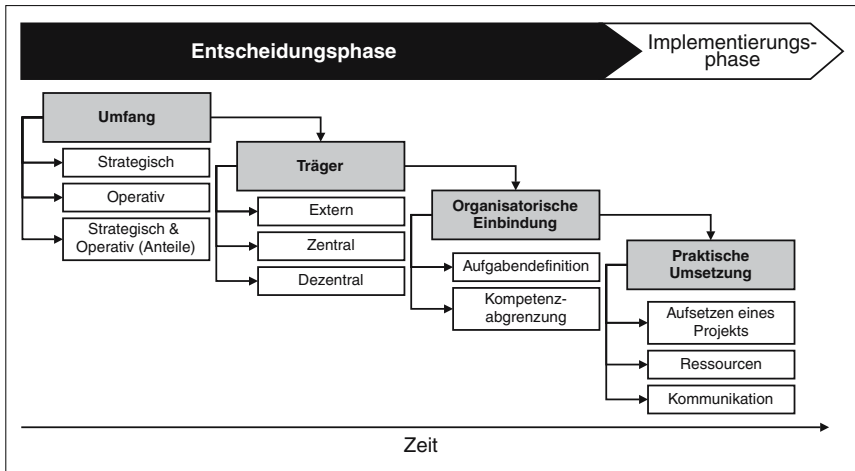 Entscheidungsphase
Implementierungs-
phase
Umfang
Strategisch
Operativ
Strategisch &
Operativ (Anteile)
Träger
Extern
Zentral
Dezentral
Organisatorische
Einbindung
Aufgabendefinition
Kompetenz-
abgrenzung
Praktische
Umsetzung
Aufsetzen eines
Projekts
Ressourcen
Kommunikation
Zeit